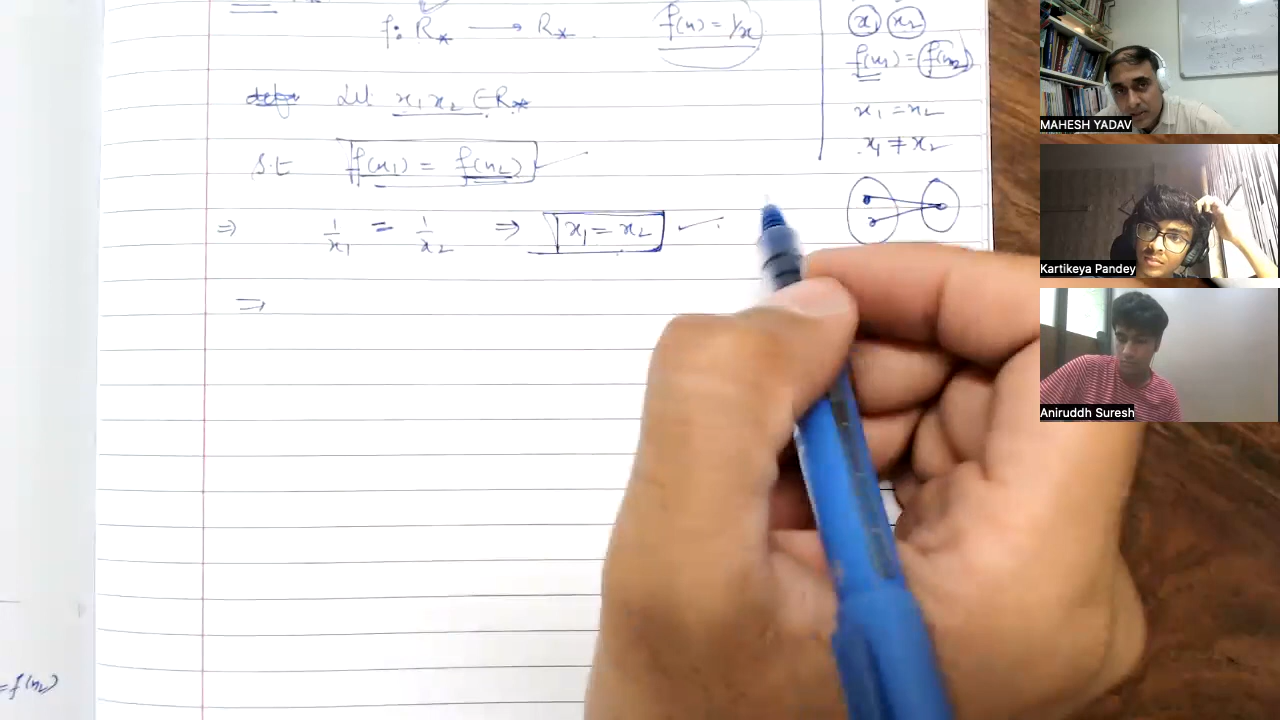 f: R* ⟶ R* f(x) = 1/x
Let x₁ x₂ ∈ R*
S.t f(x₁) = f(x₂)
⇒ 1/x₁ = 1/x₂ ⇒ x₁ = x₂
⇒
x₁ x₂
f(x₁) = f(x₂)
x₁ = x₂
x₁ ≠ x₂
= f(x₂)
MAHESH YADAV
Kartikeya Pandey
Aniruddh Suresh